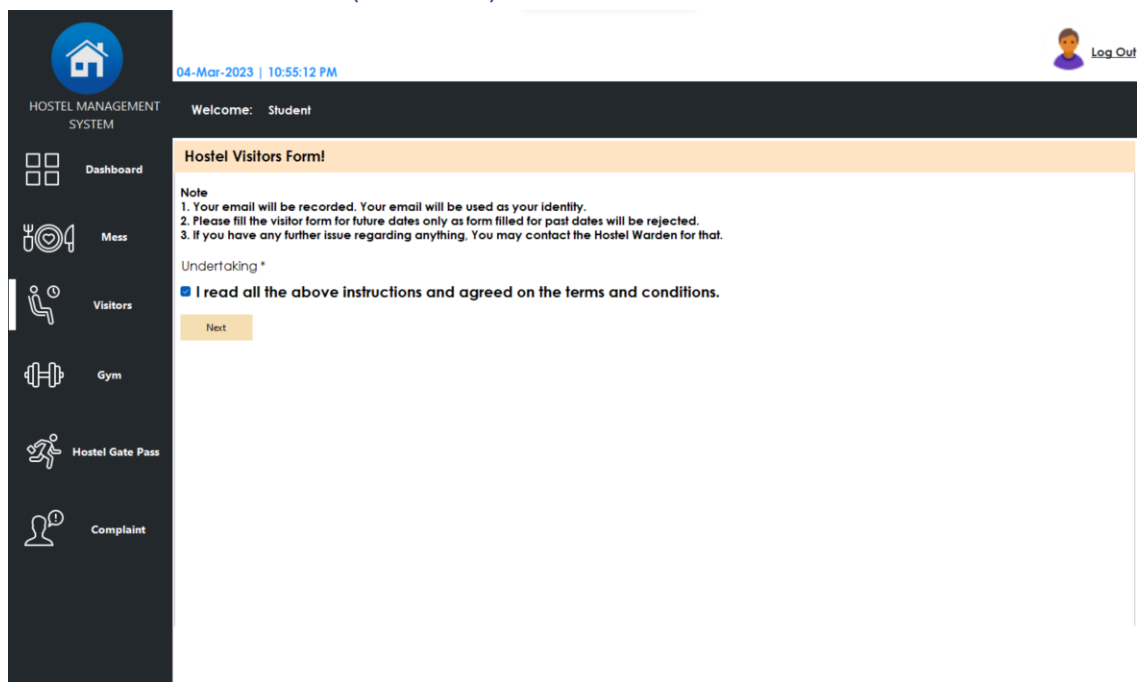 04-Mar-2023 | 10:55:12 PM
Log Out
HOSTEL MANAGEMENT
SYSTEM
Welcome: Student
Dashboard
Mess
Visitors
Gym
Hostel Gate Pass
Complaint
Hostel Visitors Form!
Note
1. Your email will be recorded. Your email will be used as your identity.
2. Please fill the visitor form for future dates only as form filled for past dates will be rejected.
3. If you have any further issue regarding anything, You may contact the Hostel Warden for that.
Undertaking *
I read all the above instructions and agreed on the terms and conditions.
Next